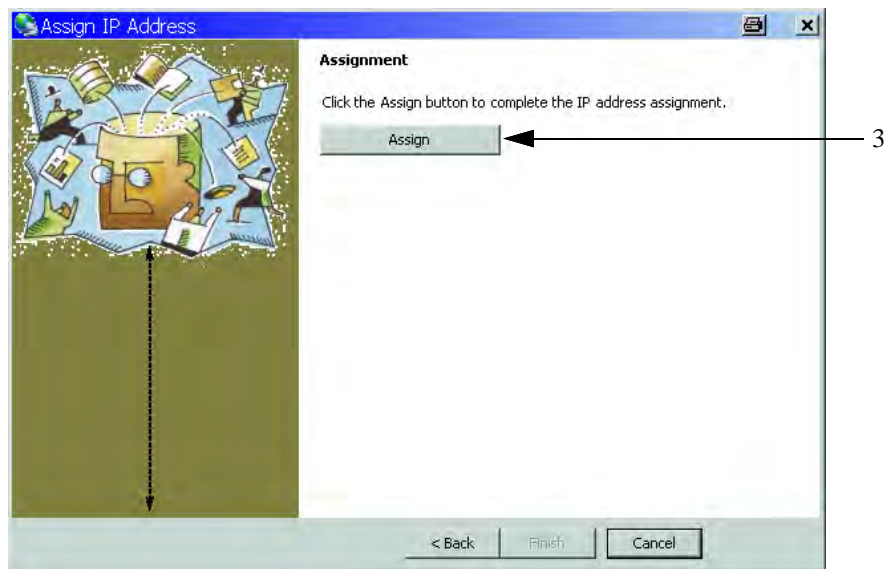 Assign IP Address
Assignment
Click the Assign button to complete the IP address assignment.
Assign
3
< Back
Finish
Cancel